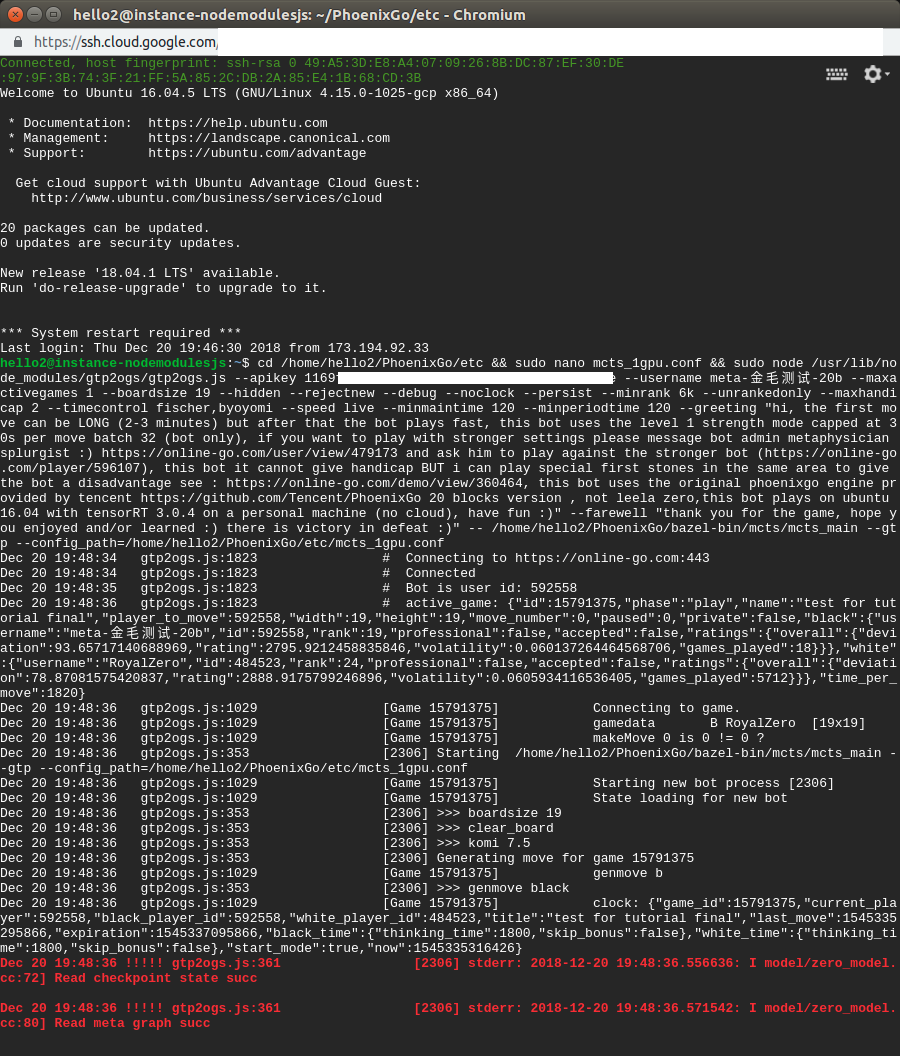 hello2@instance-nodemodulesjs: ~/PhoenixGo/etc - Chromium
https://ssh.cloud.google.com/
Connected, host fingerprint: ssh-rsa 0 49:A5:3D:E8:A4:07:09:26:8B:DC:87:EF:30:DE
:97:9F:3B:74:3F:21:FF:5A:85:2C:DB:2A:85:E4:1B:68:CD:3B
Welcome to Ubuntu 16.04.5 LTS (GNU/Linux 4.15.0-1025-gcp x86_64)
* Documentation:  https://help.ubuntu.com
* Management:     https://landscape.canonical.com
* Support:        https://ubuntu.com/advantage
Get cloud support with Ubuntu Advantage Cloud Guest:
http://www.ubuntu.com/business/services/cloud
20 packages can be updated.
0 updates are security updates.
New release '18.04.1 LTS' available.
Run 'do-release-upgrade' to upgrade to it.
*** System restart required ***
Last login: Thu Dec 20 19:46:30 2018 from 173.194.92.33
hello2@instance-nodemodulesjs:~$ cd /home/hello2/PhoenixGo/etc && sudo nano mcts_1gpu.conf && sudo node /usr/lib/no
de_modules/gtp2ogs/gtp2ogs.js --apikey 1169 --username meta-金毛测试-20b --maxa
ctivegames 1 --boardsize 19 --hidden --rejectnew --debug --noclock --persist --minrank 6k --unrankedonly --maxhandi
cap 2 --timecontrol fischer,byoyomi --speed live --minmaintime 120 --minperiodtime 120 --greeting "hi, the first mo
ve can be LONG (2-3 minutes) but after that the bot plays fast, this bot uses the level 1 strength mode capped at 3
0s per move batch 32 (bot only), if you want to play with stronger settings please message bot admin metaphysician
splurgist :) https://online-go.com/user/view/479173 and ask him to play against the stronger bot (https://online-go
.com/player/596107), this bot it cannot give handicap BUT i can play special first stones in the same area to give
the bot a disadvantage see : https://online-go.com/demo/view/360464, this bot uses the original phoenixgo engine pr
ovided by tencent https://github.com/Tencent/PhoenixGo 20 blocks version , not leela zero,this bot plays on ubuntu
16.04 with tensorRT 3.0.4 on a personal machine (no cloud), have fun :)" --farewell "thank you for the game, hope y
ou enjoyed and/or learned :) there is victory in defeat :)" -- /home/hello2/PhoenixGo/bazel-bin/mcts/mcts_main --gt
p --config_path=/home/hello2/PhoenixGo/etc/mcts_1gpu.conf
Dec 20 19:48:34   gtp2ogs.js:1823                #  Connecting to https://online-go.com:443
Dec 20 19:48:34   gtp2ogs.js:1823                #  Connected
Dec 20 19:48:35   gtp2ogs.js:1823                #  Bot is user id: 592558
Dec 20 19:48:36   gtp2ogs.js:1823                #  active_game: {"id":15791375,"phase":"play","name":"test for tut
orial final","player_to_move":592558,"width":19,"height":19,"move_number":0,"paused":0,"private":false,"black":{"us
ername":"meta-金毛测试-20b","id":592558,"rank":19,"professional":false,"accepted":false,"ratings":{"overall":{"devi
ation":93.65717140688969,"rating":2795.9212458835846,"volatility":0.060137264464568706,"games_played":18}}},"white"
:{"username":"RoyalZero","id":484523,"rank":24,"professional":false,"accepted":false,"ratings":{"overall":{"deviati
on":78.87081575420837,"rating":2888.9175799246896,"volatility":0.0605934116536405,"games_played":5712}}},"time_per_
move":1820}
Dec 20 19:48:36   gtp2ogs.js:1029                [Game 15791375]            Connecting to game.
Dec 20 19:48:36   gtp2ogs.js:1029                [Game 15791375]            gamedata       B RoyalZero  [19x19]
Dec 20 19:48:36   gtp2ogs.js:1029                [Game 15791375]            makeMove 0 is 0 != 0 ?
Dec 20 19:48:36   gtp2ogs.js:353                 [2306] Starting  /home/hello2/PhoenixGo/bazel-bin/mcts/mcts_main -
-gtp --config_path=/home/hello2/PhoenixGo/etc/mcts_1gpu.conf
Dec 20 19:48:36   gtp2ogs.js:1029                [Game 15791375]            Starting new bot process [2306]
Dec 20 19:48:36   gtp2ogs.js:1029                [Game 15791375]            State loading for new bot
Dec 20 19:48:36   gtp2ogs.js:353                 [2306] >>> boardsize 19
Dec 20 19:48:36   gtp2ogs.js:353                 [2306] >>> clear_board
Dec 20 19:48:36   gtp2ogs.js:353                 [2306] >>> komi 7.5
Dec 20 19:48:36   gtp2ogs.js:353                 [2306] Generating move for game 15791375
Dec 20 19:48:36   gtp2ogs.js:1029                [Game 15791375]            genmove b
Dec 20 19:48:36   gtp2ogs.js:353                 [2306] >>> genmove black
Dec 20 19:48:36   gtp2ogs.js:1029                [Game 15791375]            clock: {"game_id":15791375,"current_pla
yer":592558,"black_player_id":592558,"white_player_id":484523,"title":"test for tutorial final","last_move":1545335
295866,"expiration":1545337095866,"black_time":{"thinking_time":1800,"skip_bonus":false},"white_time":{"thinking_ti
me":1800,"skip_bonus":false},"start_mode":true,"now":1545335316426}
Dec 20 19:48:36 !!!!! gtp2ogs.js:361                 [2306] stderr: 2018-12-20 19:48:36.556636: I model/zero_model.
cc:72] Read checkpoint state succ
Dec 20 19:48:36 !!!!! gtp2ogs.js:361                 [2306] stderr: 2018-12-20 19:48:36.571542: I model/zero_model.
cc:80] Read meta graph succ